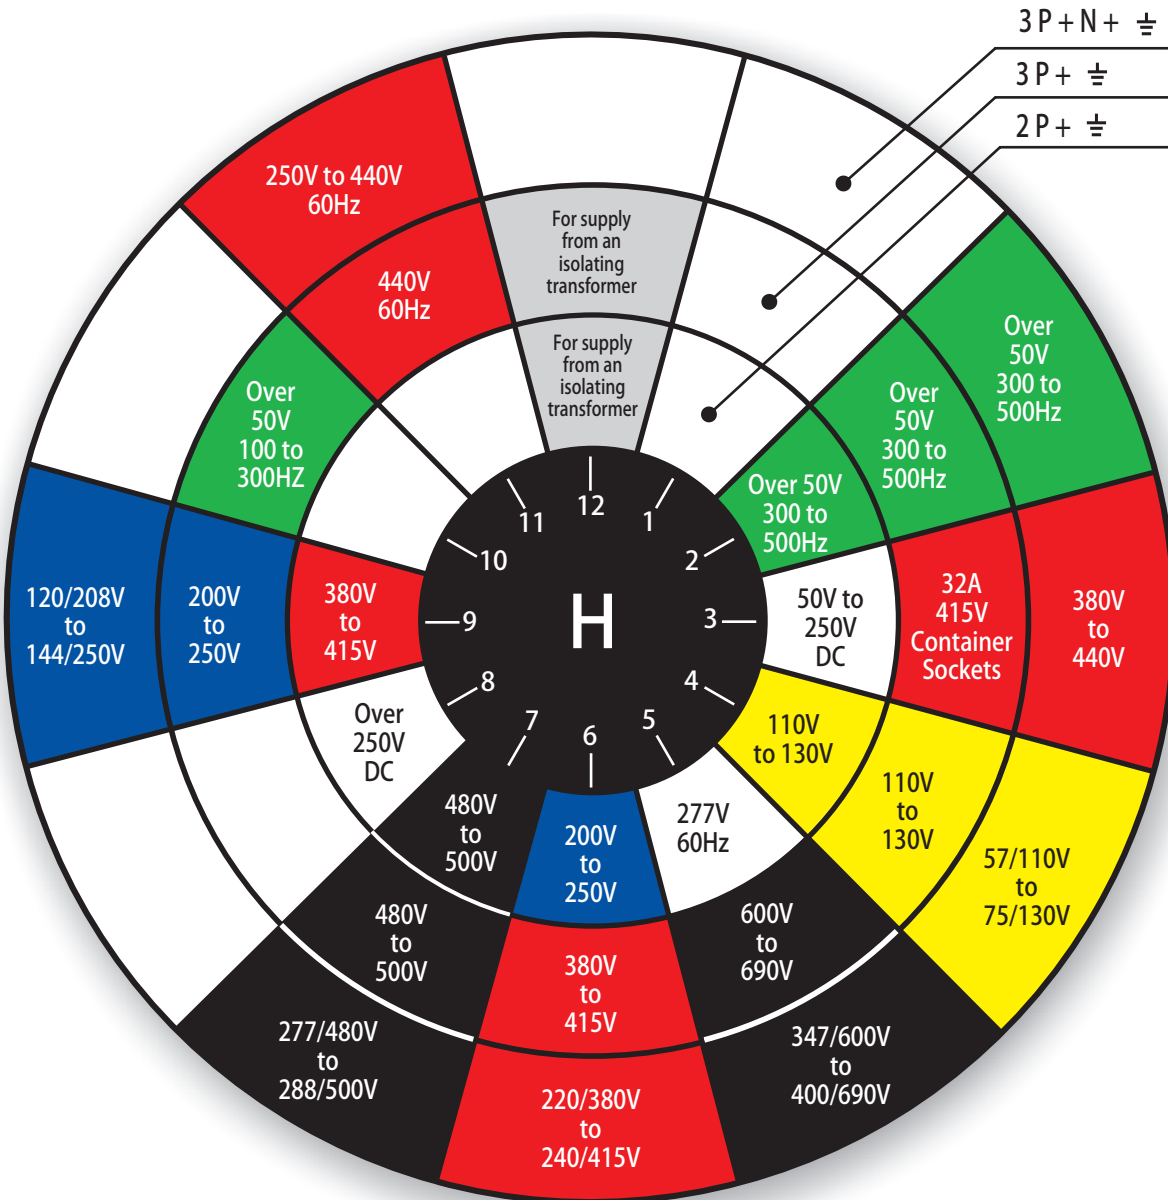 3 P + N + ⏚
3 P + ⏚
2 P + ⏚
250V to 440V
60Hz
440V
60Hz
For supply
from an
isolating
transformer
For supply
from an
isolating
transformer
Over
50V
300 to
500Hz
Over
50V
300 to
500Hz
Over 50V
300 to
500Hz
Over
50V
100 to
300HZ
120/208V
to
144/250V
200V
to
250V
380V
to
415V
12
1
2
3
4
5
6
7
8
9
10
11
H
50V to
250V
DC
32A
415V
Container
Sockets
380V
to
440V
110V
to 130V
110V
to
130V
57/110V
to
75/130V
Over
250V
DC
480V
to
500V
200V
to
250V
277V
60Hz
480V
to
500V
380V
to
415V
600V
to
690V
277/480V
to
288/500V
220/380V
to
240/415V
347/600V
to
400/690V